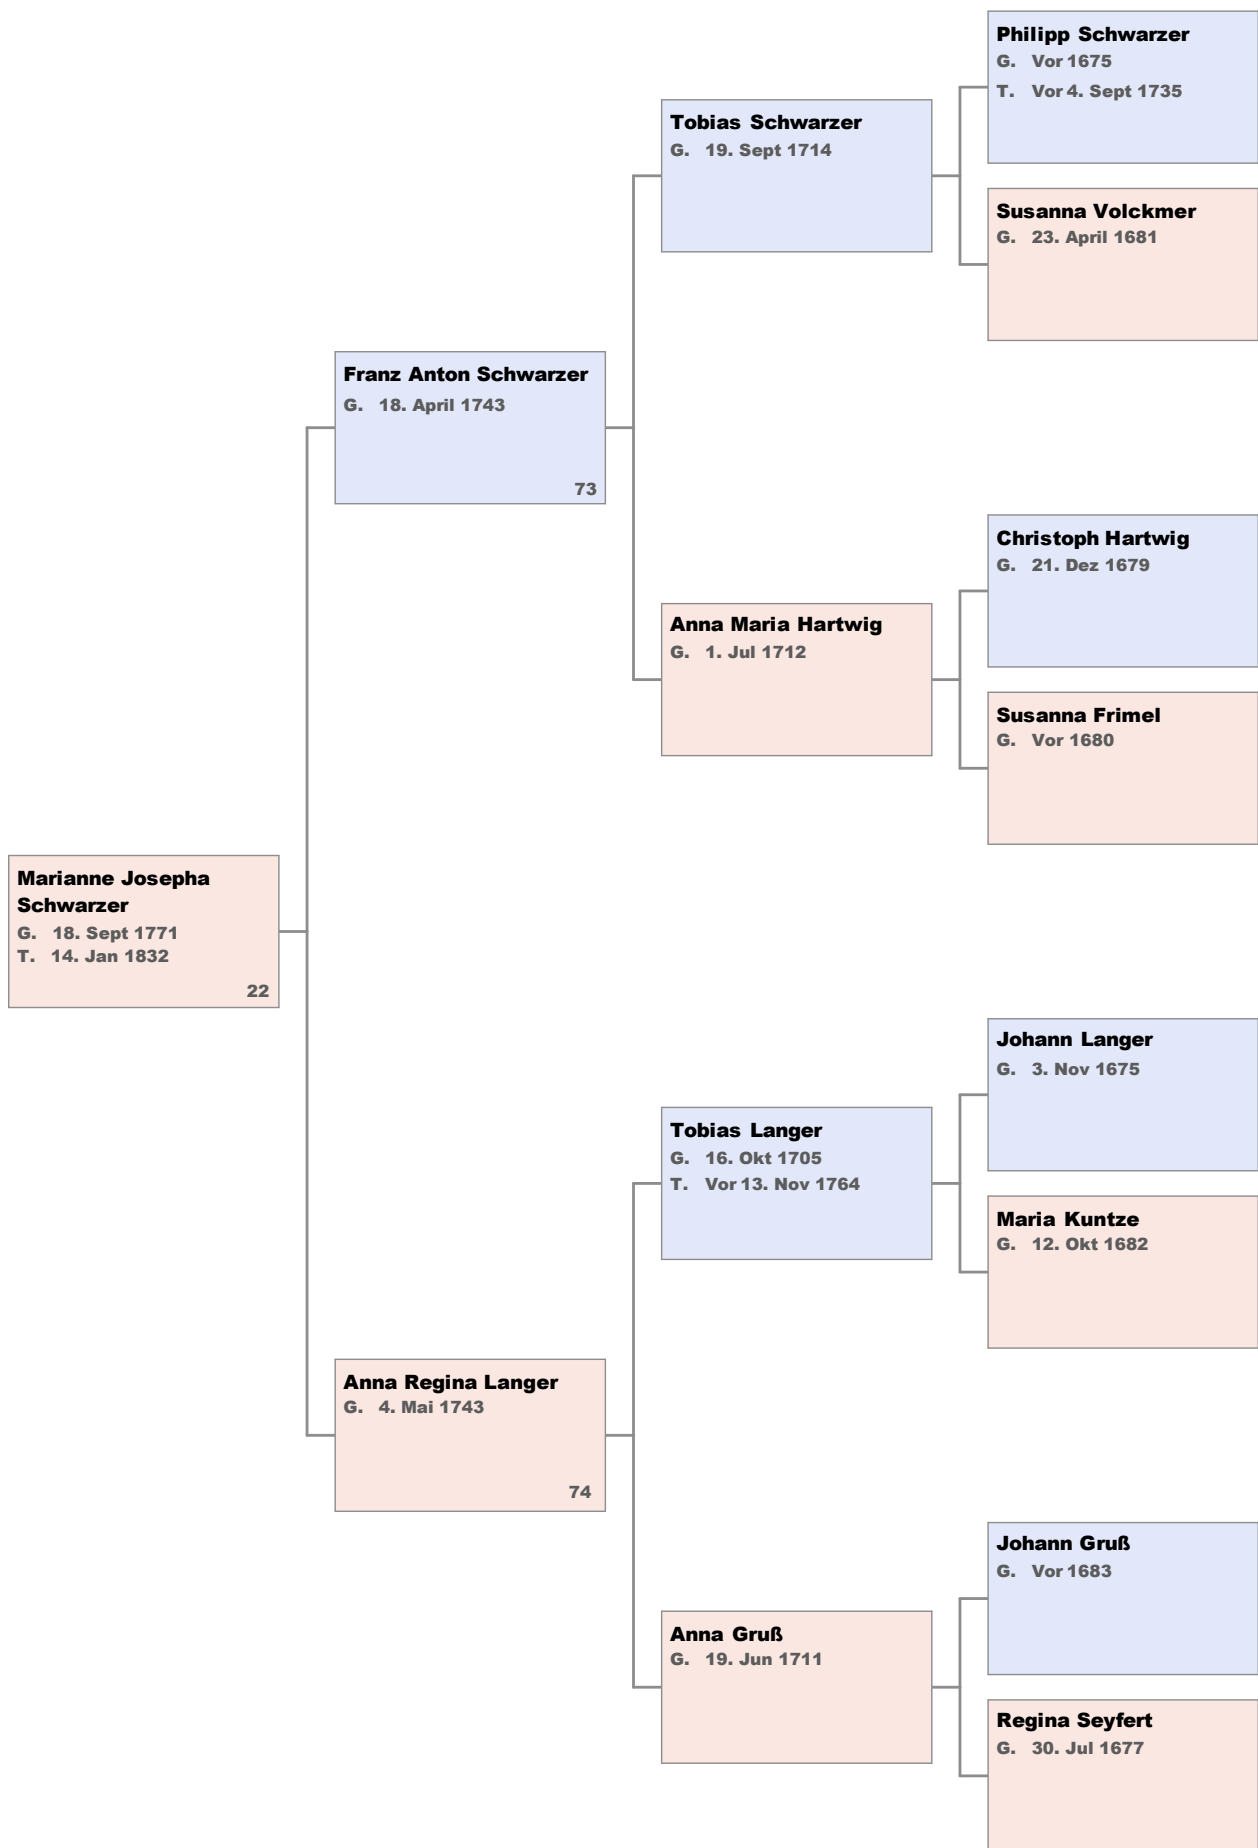 Philipp Schwarzer
G. Vor 1675
T. Vor 4. Sept 1735
Tobias Schwarzer
G. 19. Sept 1714
Susanna Volckmer
G. 23. April 1681
Franz Anton Schwarzer
G. 18. April 1743
73
Christoph Hartwig
G. 21. Dez 1679
Anna Maria Hartwig
G. 1. Jul 1712
Susanna Frimel
G. Vor 1680
Marianne Josepha
Schwarzer
G. 18. Sept 1771
T. 14. Jan 1832
22
Johann Langer
G. 3. Nov 1675
Tobias Langer
G. 16. Okt 1705
T. Vor 13. Nov 1764
Maria Kuntze
G. 12. Okt 1682
Anna Regina Langer
G. 4. Mai 1743
74
Johann Gruß
G. Vor 1683
Anna Gruß
G. 19. Jun 1711
Regina Seyfert
G. 30. Jul 1677